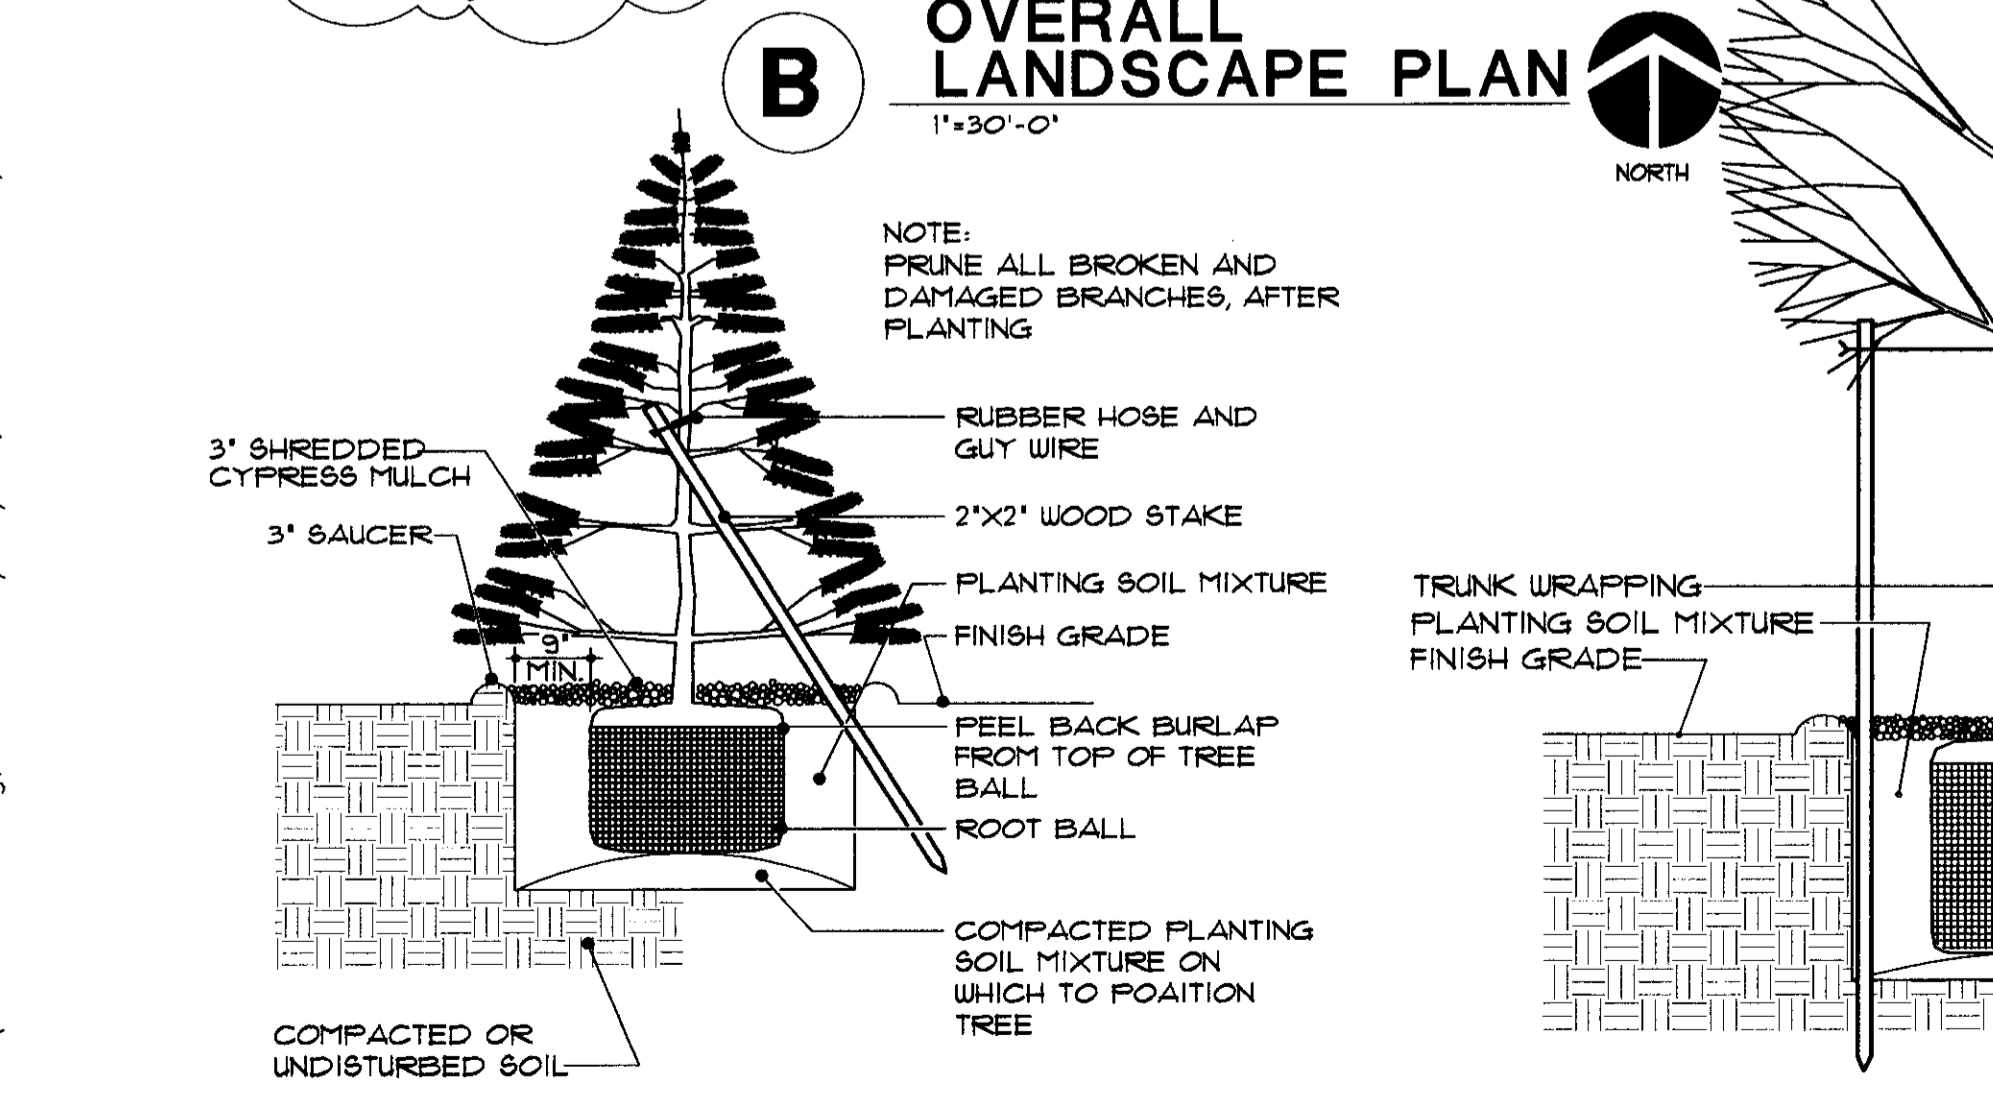 B
OVERALL
LANDSCAPE PLAN
1"=30'-0"
NORTH
NOTE:
PRUNE ALL BROKEN AND
DAMAGED BRANCHES, AFTER
PLANTING
RUBBER HOSE AND
GUY WIRE
3" SHREDDED
CYPRESS MULCH
2"X2" WOOD STAKE
3" SAUCER
PLANTING SOIL MIXTURE
FINISH GRADE
9"
MIN.
PEEL BACK BURLAP
FROM TOP OF TREE
BALL
ROOT BALL
COMPACTED PLANTING
SOIL MIXTURE ON
WHICH TO POAITION
TREE
COMPACTED OR
UNDISTURBED SOIL
TRUNK WRAPPING
PLANTING SOIL MIXTURE
FINISH GRADE